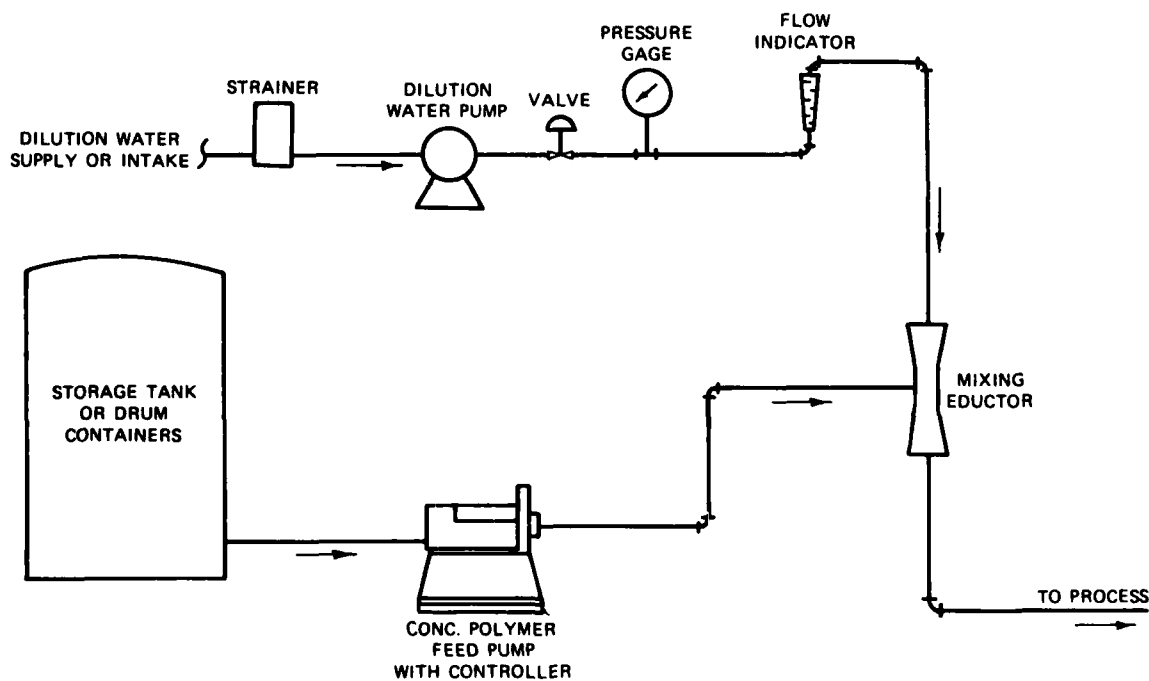 FLOW
INDICATOR
PRESSURE
GAGE
STRAINER
DILUTION
WATER PUMP
VALVE
DILUTION WATER
SUPPLY OR INTAKE
STORAGE TANK
OR DRUM
CONTAINERS
MIXING
EDUCTOR
CONC. POLYMER
FEED PUMP
WITH CONTROLLER
TO PROCESS